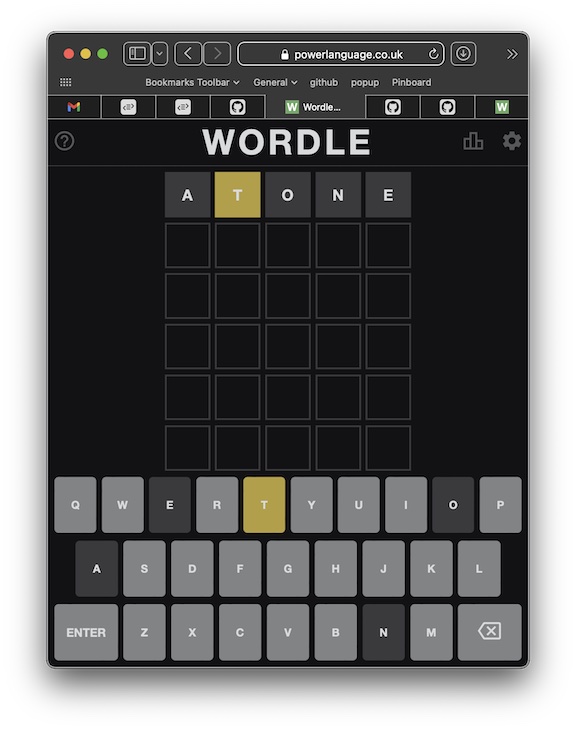 powerlanguage.co.uk
Bookmarks Toolbar General github popup Pinboard
W Wordle... W
? WORDLE
A T O N E
Q W E R T Y U I O P
A S D F G H J K L
ENTER Z X C V B N M